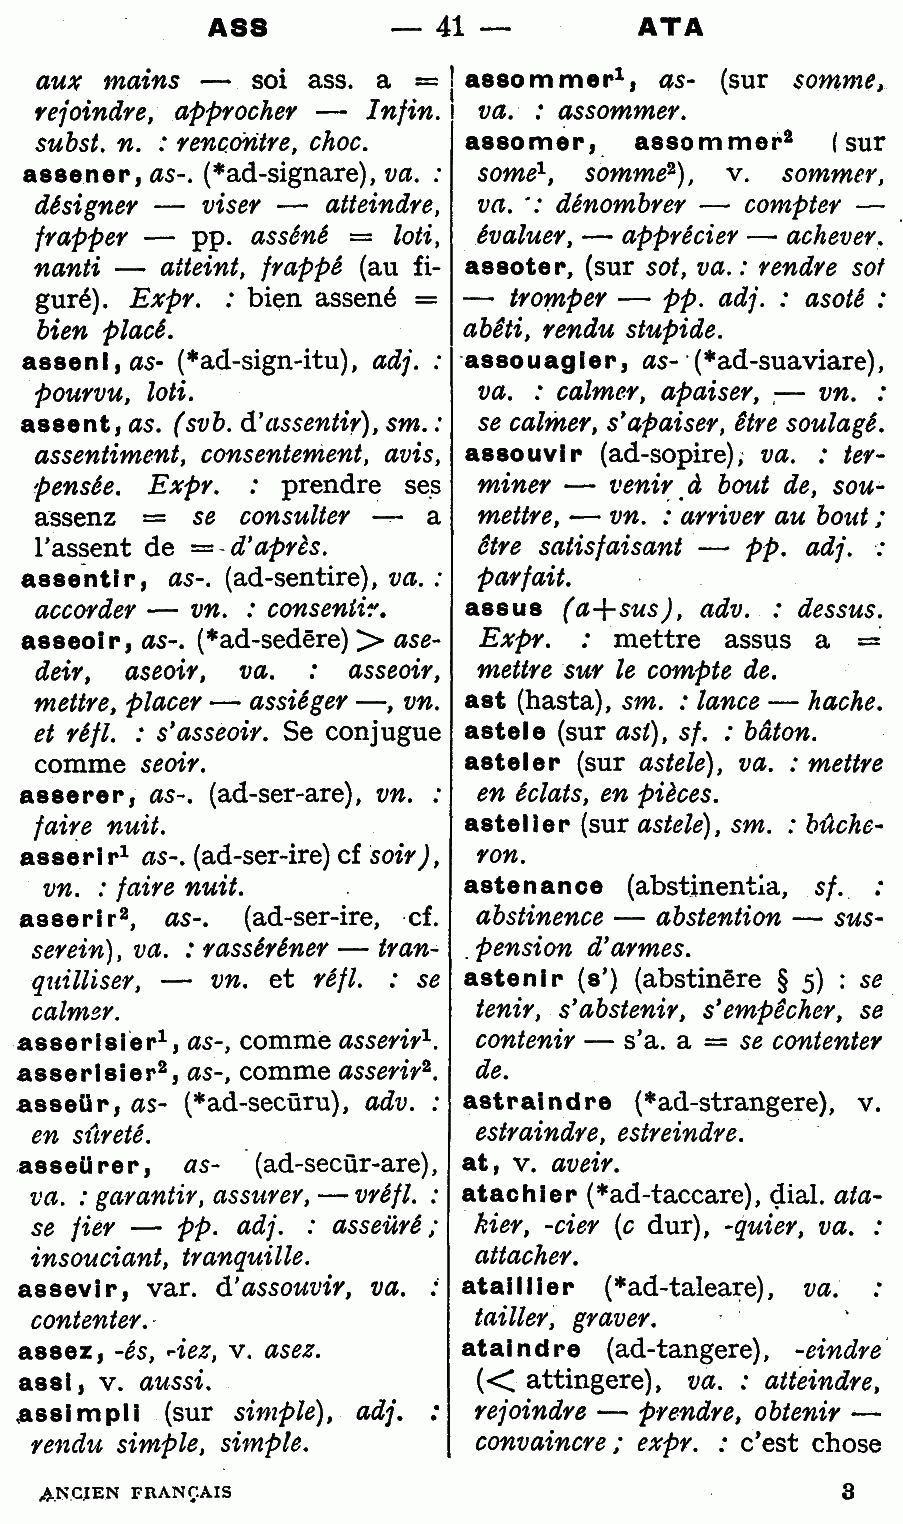 ASS — 41 — ATA
aux mains — soi ass. a =
rejoindre, approcher — Infin.
subst. n. : rencontre, choc.
assener, as-. (*ad-signare), va. :
désigner — viser — atteindre,
frapper — pp. asséné = loti,
nanti — atteint, frappé (au fi-
guré). Expr. : bien assené =
bien placé.
asseni, as- (*ad-sign-itu), adj. :
pourvu, loti.
assent, as. (svb. d'assentir), sm. :
assentiment, consentement, avis,
pensée. Expr. : prendre ses
assenz = se consulter — a
l'assent de = d'après.
assentir, as-. (ad-sentire), va. :
accorder — vn. : consentir.
asseoir, as-. (*ad-sedēre) > ase-
deir, aseoir, va. : asseoir,
mettre, placer — assiéger —, vn.
et réfl. : s'asseoir. Se conjugue
comme seoir.
asserer, as-. (ad-ser-are), vn. :
faire nuit.
asserir¹ as-. (ad-ser-ire) cf soir),
vn. : faire nuit.
asserir², as-. (ad-ser-ire, cf.
serein), va. : rasséréner — tran-
quilliser, — vn. et réfl. : se
calmer.
asserisier¹, as-, comme asserir¹.
asserisier², as-, comme asserir².
asseür, as- (*ad-secūru), adv. :
en sûreté.
asseürer, as- (ad-secūr-are),
va. : garantir, assurer, — vréfl. :
se fier — pp. adj. : asseüré ;
insouciant, tranquille.
assevir, var. d'assouvir, va. :
contenter.
assez, -és, -iez, v. asez.
assi, v. aussi.
assimpli (sur simple), adj. :
rendu simple, simple.
assommer¹, as- (sur somme,
va. : assommer.
assomer, assommer² (sur
some¹, somme²), v. sommer,
va. : dénombrer — compter —
évaluer, — apprécier — achever.
assoter, (sur sot, va. : rendre sot
— tromper — pp. adj. : asoté :
abêti, rendu stupide.
assouagier, as- (*ad-suaviare),
va. : calmer, apaiser, — vn. :
se calmer, s'apaiser, être soulagé.
assouvir (ad-sopire), va. : ter-
miner — venir à bout de, sou-
mettre, — vn. : arriver au bout ;
être satisfaisant — pp. adj. :
parfait.
assus (a+sus), adv. : dessus.
Expr. : mettre assus a =
mettre sur le compte de.
ast (hasta), sm. : lance — hache.
astele (sur ast), sf. : bâton.
asteler (sur astele), va. : mettre
en éclats, en pièces.
astelier (sur astele), sm. : bûche-
ron.
astenance (abstinentia, sf. :
abstinence — abstention — sus-
pension d'armes.
astenir (s') (abstinēre § 5) : se
tenir, s'abstenir, s'empêcher, se
contenir — s'a. a = se contenter
de.
astraindre (*ad-strangere), v.
estraindre, estreindre.
at, v. aveir.
atachier (*ad-taccare), dial. ata-
kier, -cier (c dur), -quier, va. :
attacher.
ataillier (*ad-taleare), va. :
tailler, graver.
ataindre (ad-tangere), -eindre
(< attingere), va. : atteindre,
rejoindre — prendre, obtenir —
convaincre ; expr. : c'est chose
ANCIEN FRANÇAIS 3